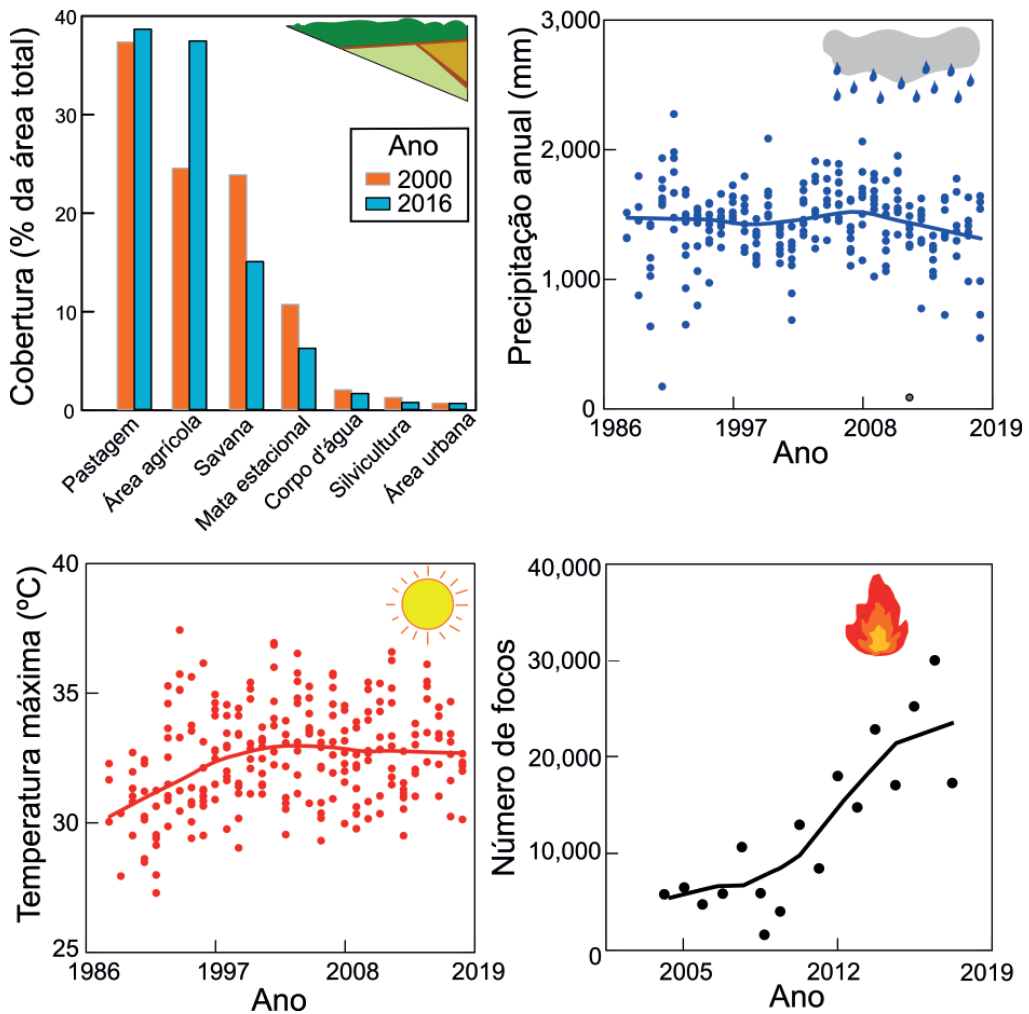 Cobertura (% da área total)
40
30
20
10
0
Ano
2000
2016
Pastagem
Área agrícola
Savana
Mata estacional
Corpo d'água
Silvicultura
Área urbana
Precipitação anual (mm)
3,000
2,000
1,000
0
1986
1997
2008
2019
Ano
Temperatura máxima (ºC)
40
35
30
25
1986
1997
2008
2019
Ano
Número de focos
40,000
30,000
20,000
10,000
0
2005
2012
2019
Ano